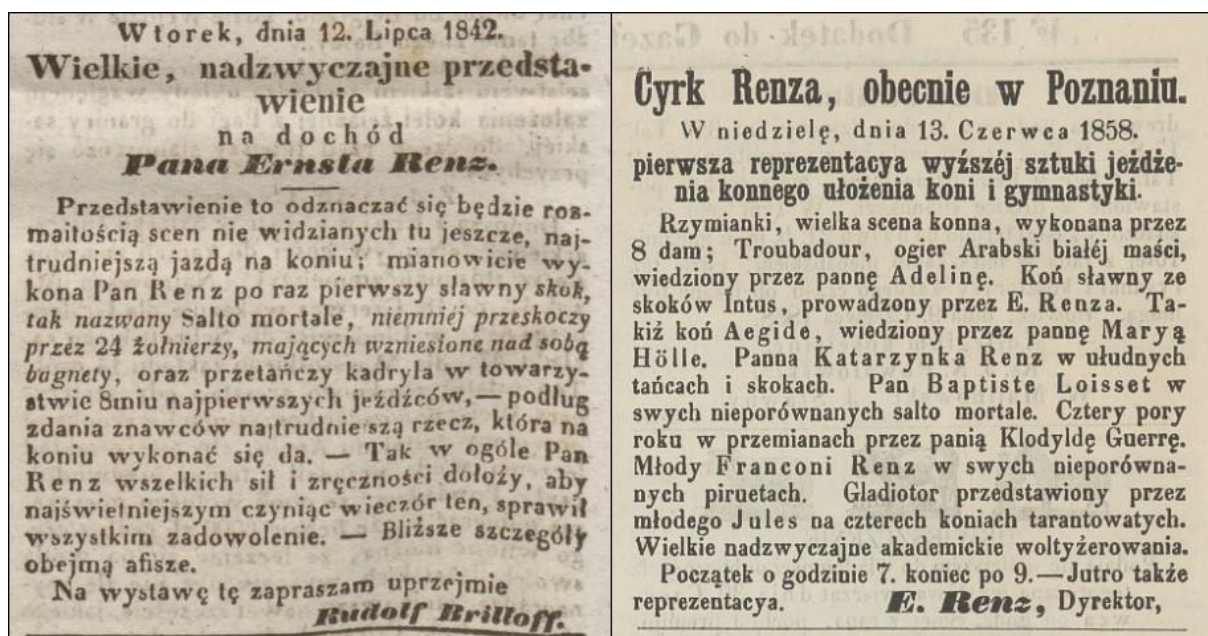 Wtorek, dnia 12. Lipca 1842.
Wielkie, nadzwyczajne przedsta-
wienie
na dochód
Pana Ernsta Renz.
Przedstawienie to odznaczać się będzie roz-
maitością scen nie widzianych tu jeszcze, naj-
trudniejszą jazdą na koniu; mianowicie wy-
kona Pan Renz po raz pierwszy sławny skok,
tak nazwany Salto mortale, niemniéj przeskoczy
przez 24 żołnierzy, mających wzniesione nad sobą
bagnety, oraz przetańczy kadryla w towarzy-
stwie 8miu najpierwszych jeźdźców, — podług
zdania znawców najtrudnie szą rzecz, która na
koniu wykonać się da. — Tak w ogóle Pan
Renz wszelkich sił i zręczności dołoży, aby
najświetniejszym czyniąc wieczór ten, sprawił
wszystkim zadowolenie. — Bliższe szczegóły
obejmą afisze.
Na wystawę tę zapraszam uprzejmie
Rudolf Brilloff.
Cyrk Renza, obecnie w Poznaniu.
W niedzielę, dnia 13. Czerwca 1858.
pierwsza reprezentacya wyższéj sztuki jeżdże-
nia konnego ułożenia koni i gymnastyki.
Rzymianki, wielka scena konna, wykonana przez
8 dam; Troubadour, ogier Arabski białéj maści,
wiedziony przez pannę Adelinę. Koń sławny ze
skoków Intus, prowadzony przez E. Renza. Ta-
kiż koń Aegide, wiedziony przez pannę Maryą
Hölle. Panna Katarzynka Renz w ułudnych
tańcach i skokach. Pan Baptiste Loisset w
swych nieporównanych salto mortale. Cztery pory
roku w przemianach przez panią Klodyldę Guerrę.
Młody Franconi Renz w swych nieporówna-
nych piruetach. Gladiotor przedstawiony przez
młodego Jules na czterech koniach tarantowatych.
Wielkie nadzwyczajne akademickie woltyżerowania.
Początek o godzinie 7. koniec po 9.—Jutro także
reprezentacya. E. Renz, Dyrektor,